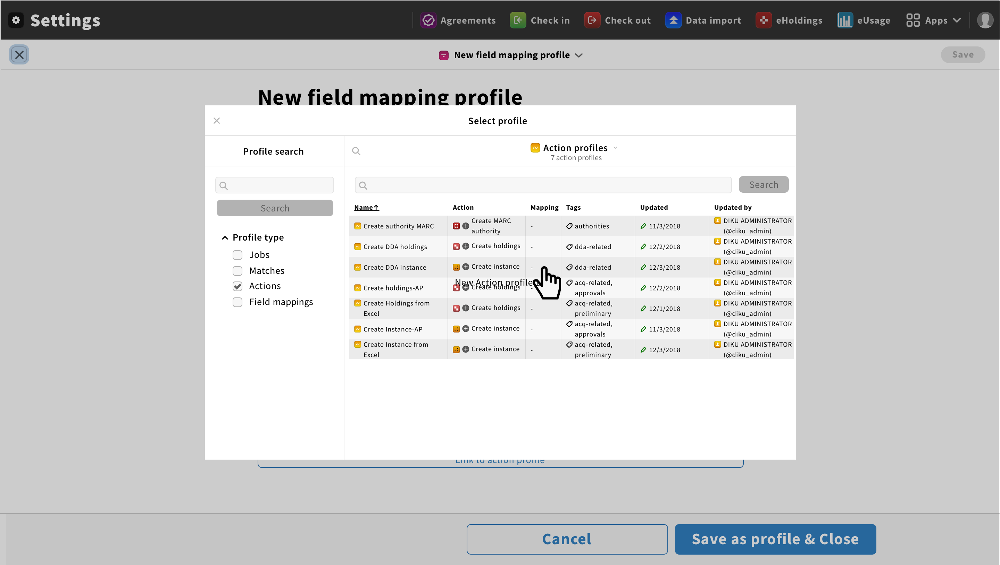 Settings
Agreements
Check in
Check out
Data import
eHoldings
eUsage
Apps
New field mapping profile
Save
New field mapping profile
Select profile
Profile search
Action profiles
7 action profiles
Search
Search
Profile type
Jobs
Matches
Actions
Field mappings
Name↑ Action Mapping Tags Updated Updated by
Create authority MARC Create MARC authority - authorities 11/3/2018 DIKU ADMINISTRATOR (@diku_admin)
Create DDA holdings Create holdings - dda-related 12/2/2018 DIKU ADMINISTRATOR (@diku_admin)
Create DDA instance Create instance - dda-related 12/3/2018 DIKU ADMINISTRATOR (@diku_admin)
New Action profile
Create holdings-AP Create holdings - acq-related, approvals 12/2/2018 DIKU ADMINISTRATOR (@diku_admin)
Create Holdings from Excel Create holdings - acq-related, preliminary 12/1/2018 DIKU ADMINISTRATOR (@diku_admin)
Create Instance-AP Create instance - acq-related, approvals 11/3/2018 DIKU ADMINISTRATOR (@diku_admin)
Create Instance from Excel Create instance - acq-related, preliminary 12/3/2018 DIKU ADMINISTRATOR (@diku_admin)
Link to action profile
Cancel
Save as profile & Close